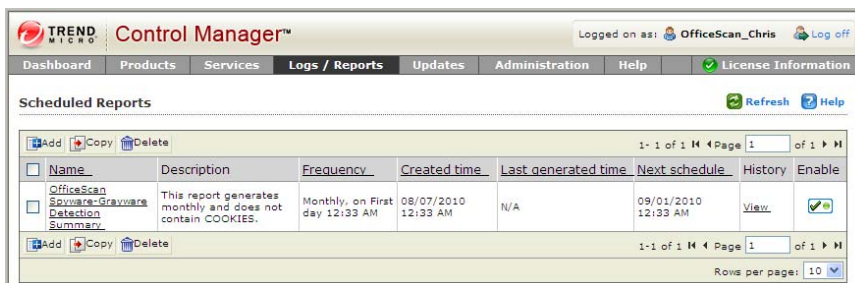 TREND MICRO Control Manager™ Logged on as: OfficeScan_Chris Log off
Dashboard Products Services Logs / Reports Updates Administration Help License Information
Scheduled Reports Refresh Help
Add Copy Delete 1- 1 of 1 Page 1 of 1
Name Description Frequency Created time Last generated time Next schedule History Enable
OfficeScan Spyware-Grayware Detection Summary
This report generates monthly and does not contain COOKIES.
Monthly, on First day 12:33 AM
08/07/2010 12:33 AM
N/A
09/01/2010 12:33 AM
View
Add Copy Delete 1-1 of 1 Page 1 of 1
Rows per page: 10